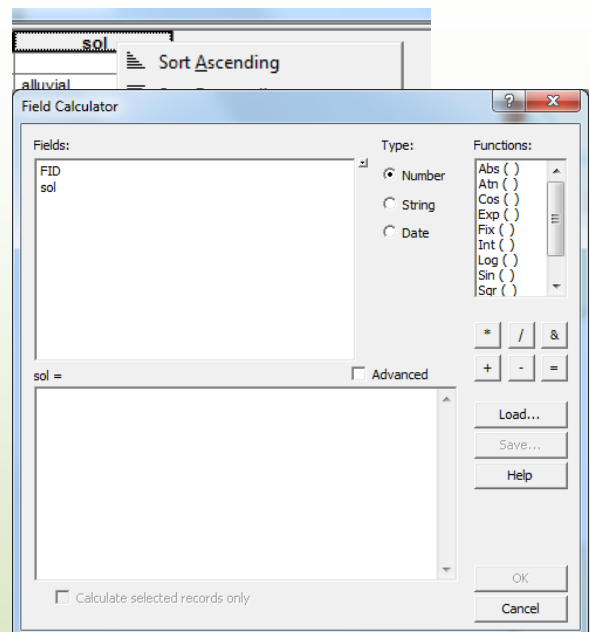 sol
Sort Ascending
alluvial
Field Calculator
Fields:
FID
sol
Type:
Number
String
Date
Functions:
Abs ( )
Atn ( )
Cos ( )
Exp ( )
Fix ( )
Int ( )
Log ( )
Sin ( )
Sqr ( )
* / &
+ - =
sol =
Advanced
Load...
Save...
Help
Calculate selected records only
OK
Cancel